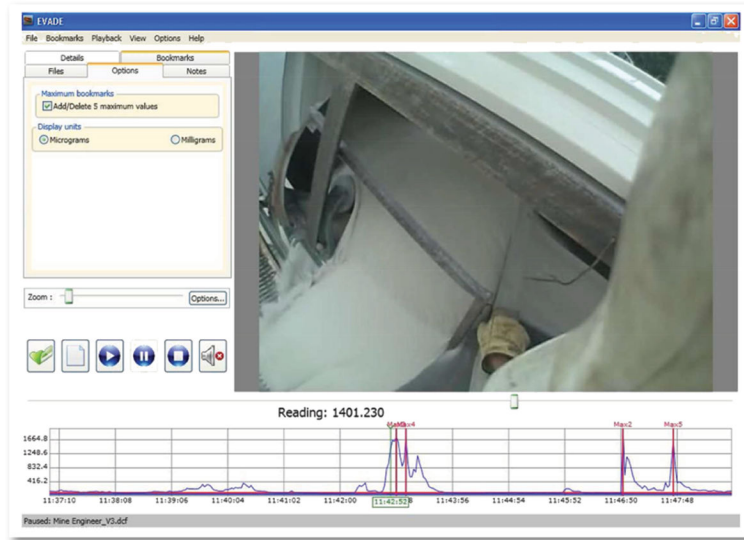 EVADE
File Bookmarks Playback View Options Help
Details Bookmarks
Files Options Notes
Maximum bookmarks
Add/Delete 5 maximum values
Display units
Micrograms Milligrams
Zoom : Options...
Reading: 1401.230
Max4 Max2 Max5
1664.8
1248.6
832.4
416.2
11:37:10 11:38:08 11:39:06 11:40:04 11:41:02 11:42:00 11:42:52 11:43:56 11:44:54 11:45:52 11:46:50 11:47:48
Paused: Mine Engineer_V3.dcf